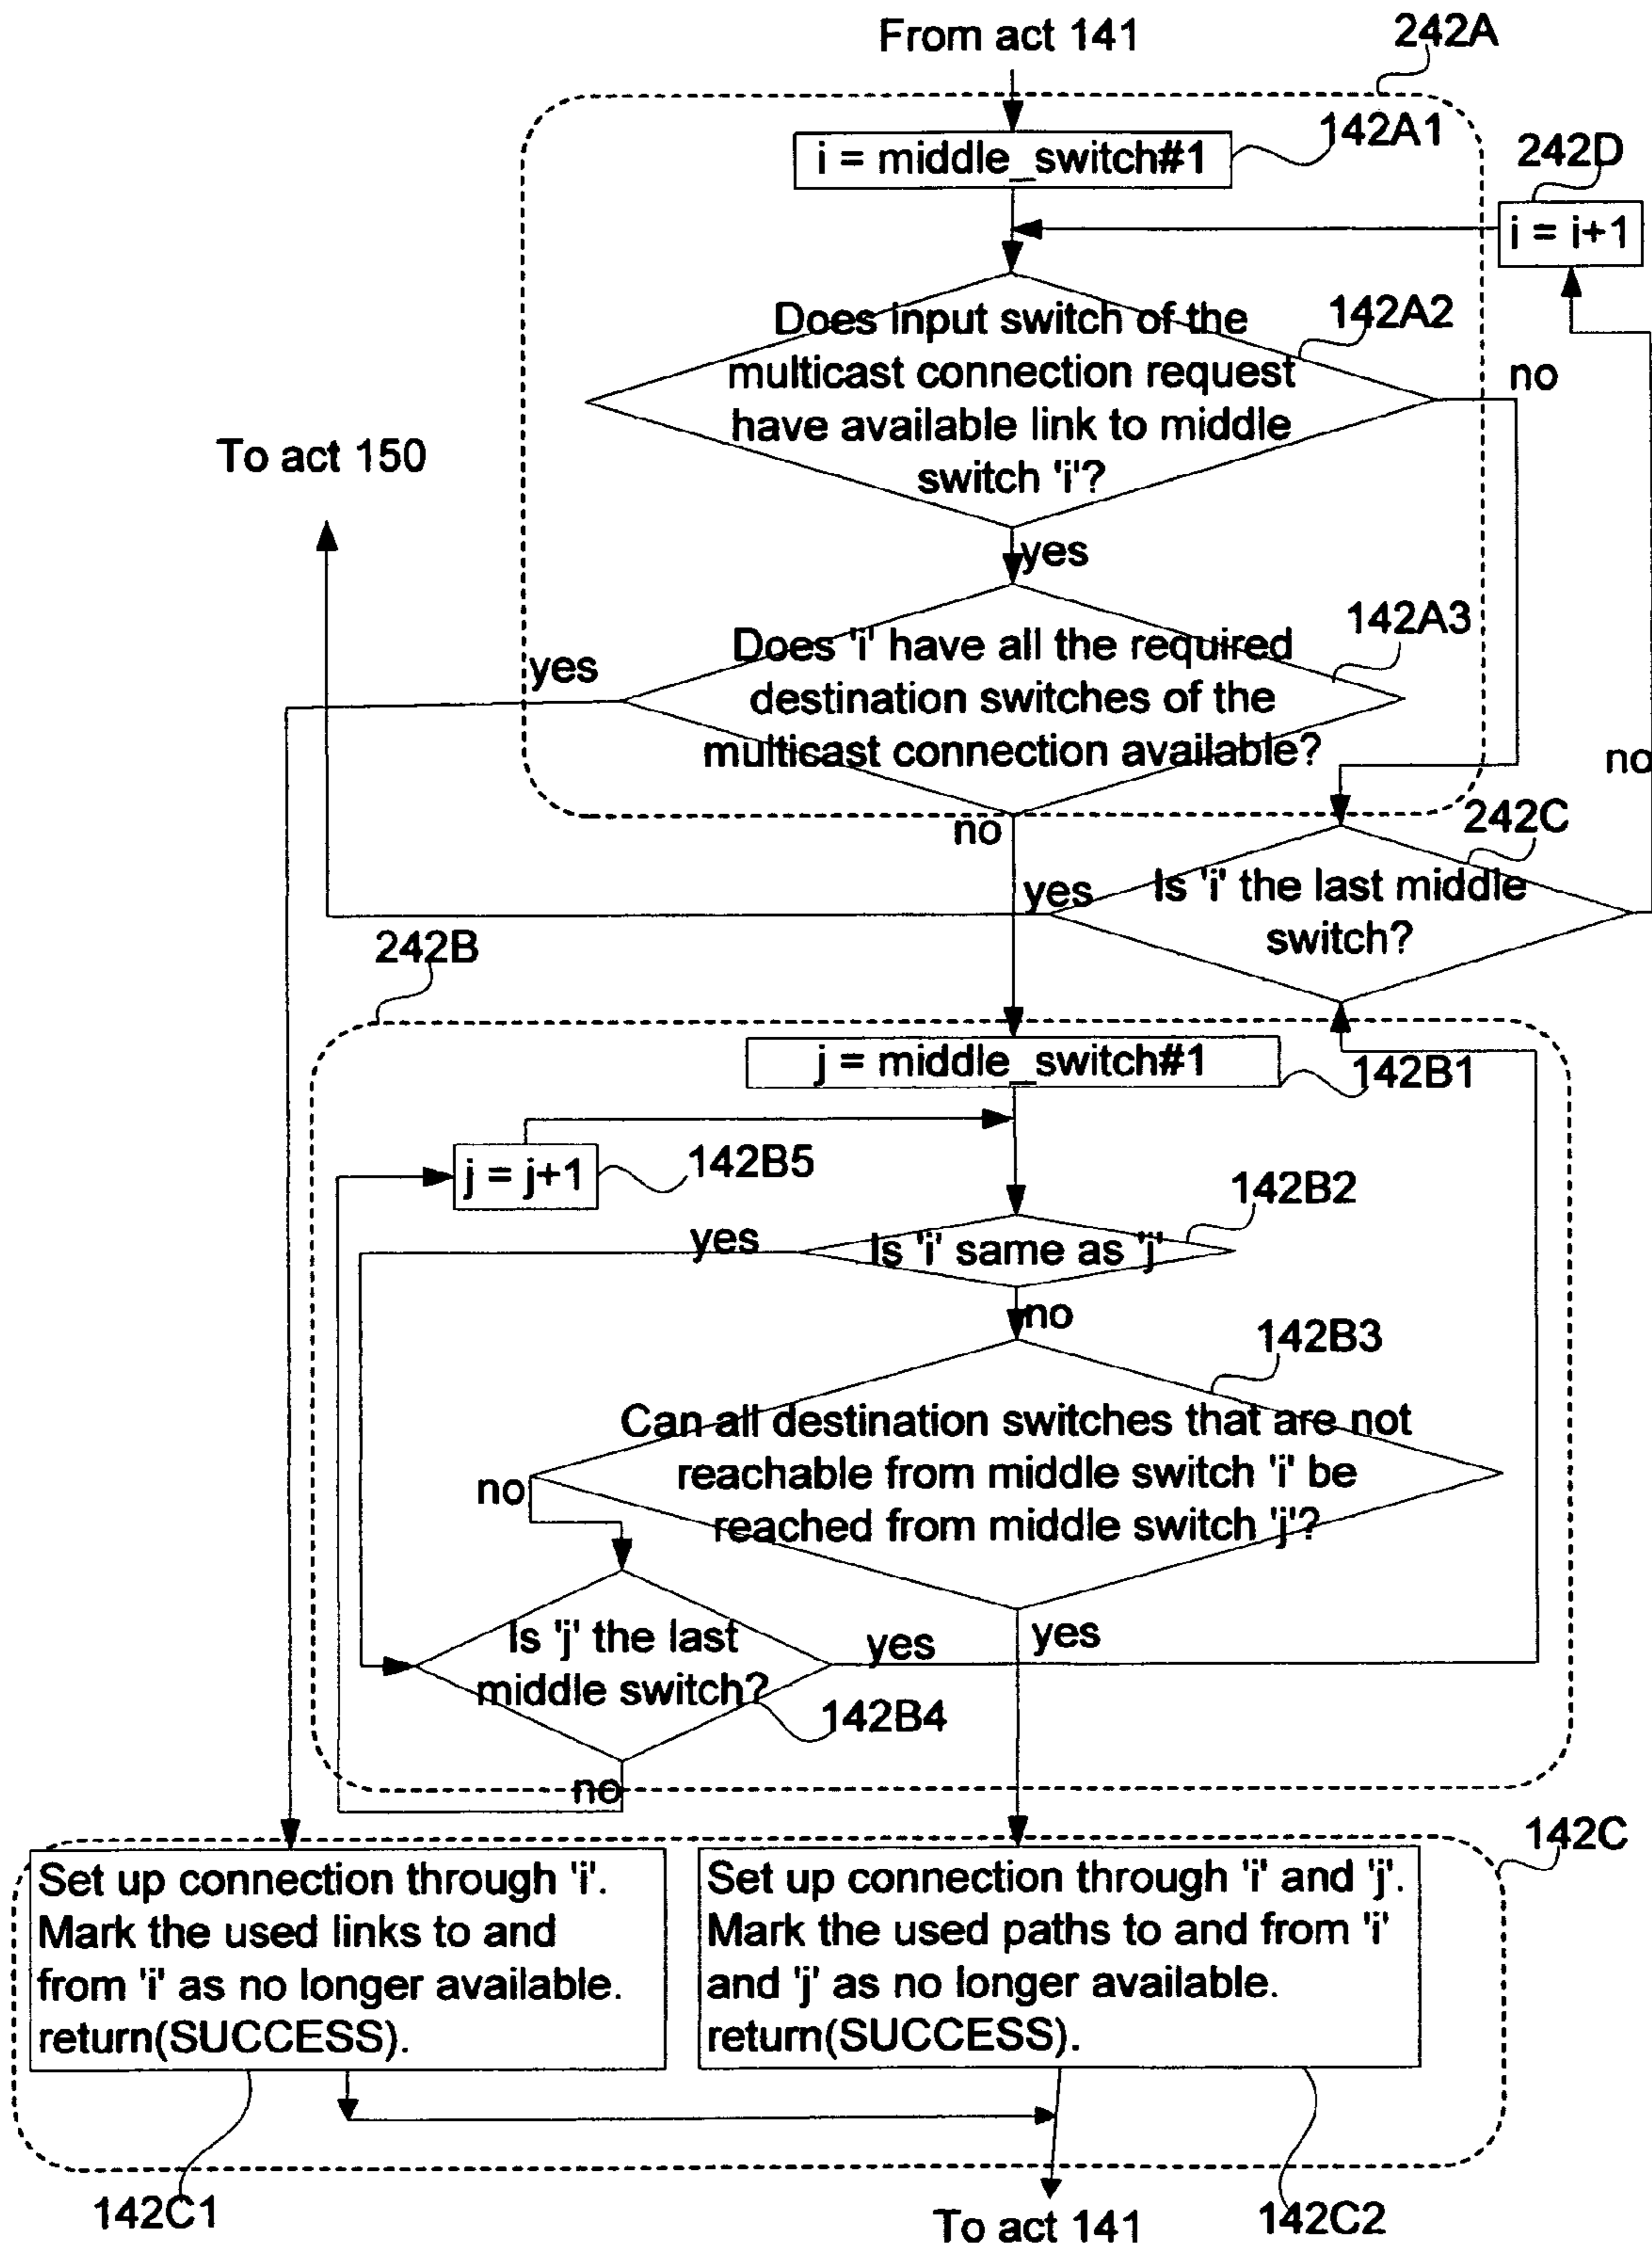 From act 141
242A
i = middle_switch#1
142A1
242D
i = i+1
Does input switch of the
multicast connection request
have available link to middle
switch 'i'?
142A2
no
To act 150
yes
Does 'i' have all the required
destination switches of the
multicast connection available?
142A3
yes
no
no
242C
yes
Is 'i' the last middle
switch?
242B
j = middle_switch#1
142B1
j = j+1
142B5
142B2
yes
Is 'i' same as 'j'
no
142B3
Can all destination switches that are not
reachable from middle switch 'i' be
reached from middle switch 'j'?
no
Is 'j' the last
middle switch?
yes
yes
142B4
no
142C
Set up connection through 'i'.
Mark the used links to and
from 'i' as no longer available.
return(SUCCESS).
Set up connection through 'i' and 'j'.
Mark the used paths to and from 'i'
and 'j' as no longer available.
return(SUCCESS).
142C1
To act 141
142C2